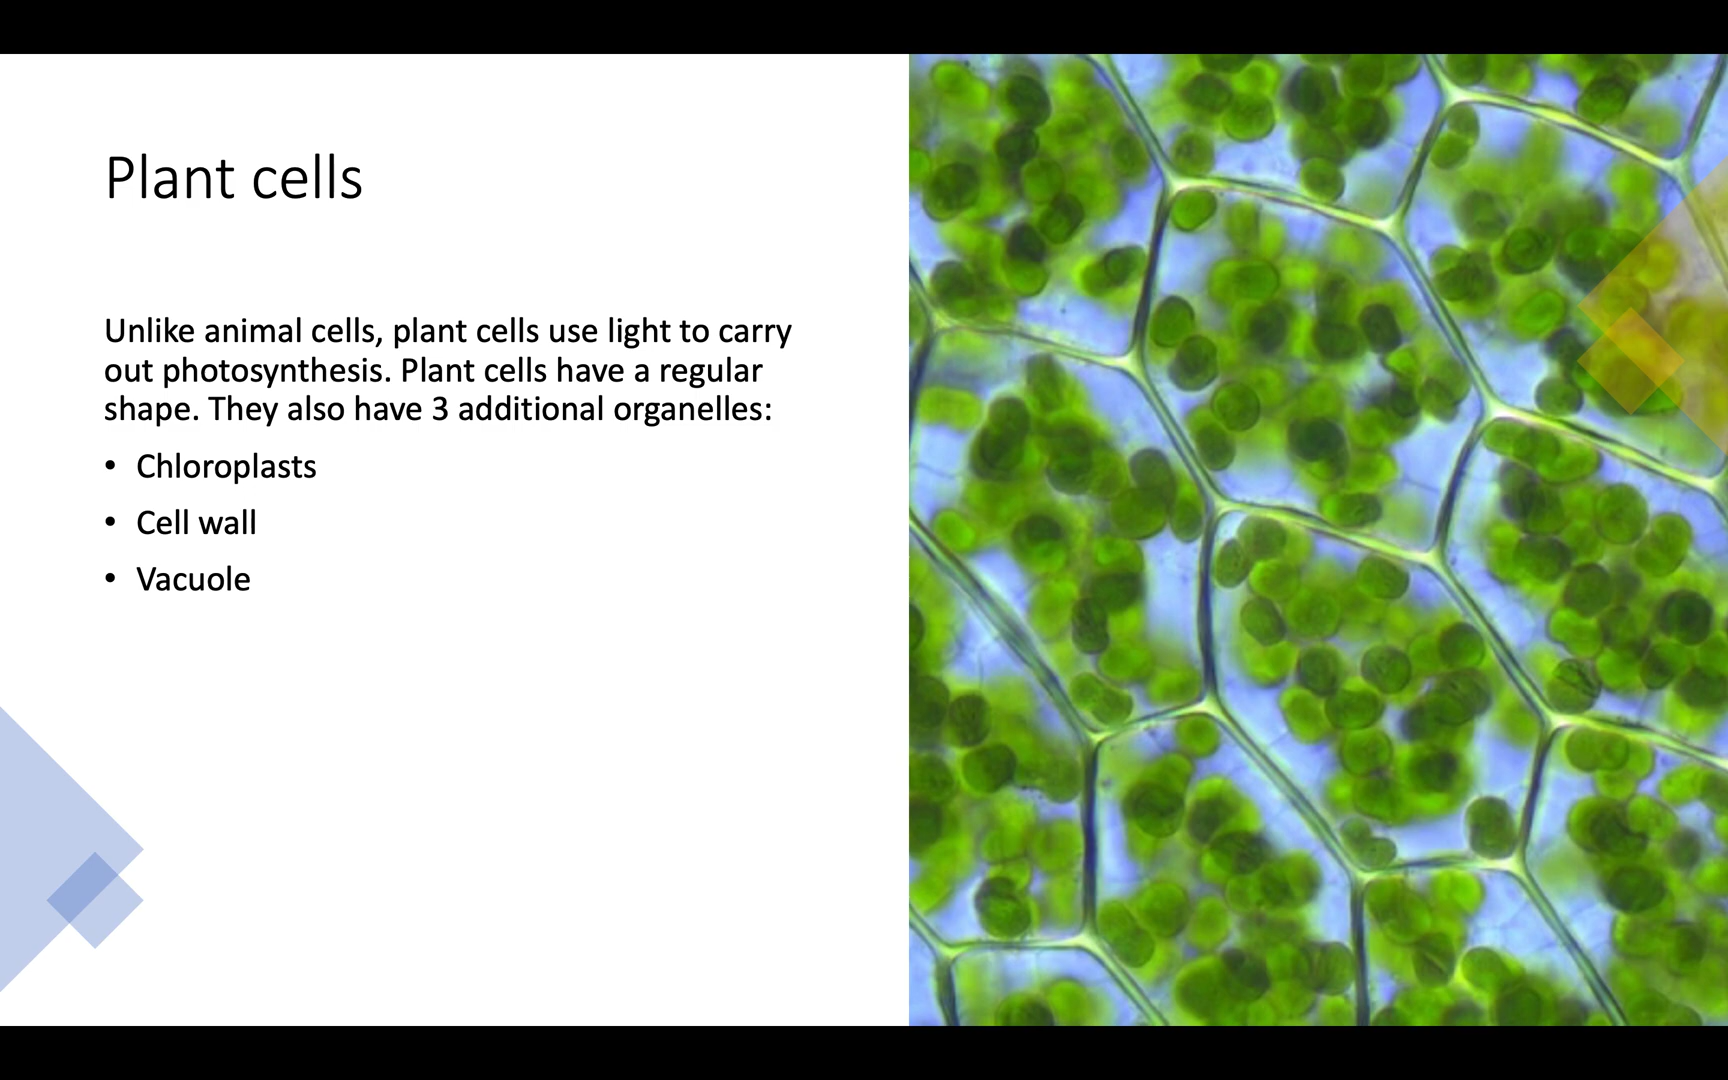 Plant cells
Unlike animal cells, plant cells use light to carry
out photosynthesis. Plant cells have a regular
shape. They also have 3 additional organelles:
• Chloroplasts
• Cell wall
• Vacuole